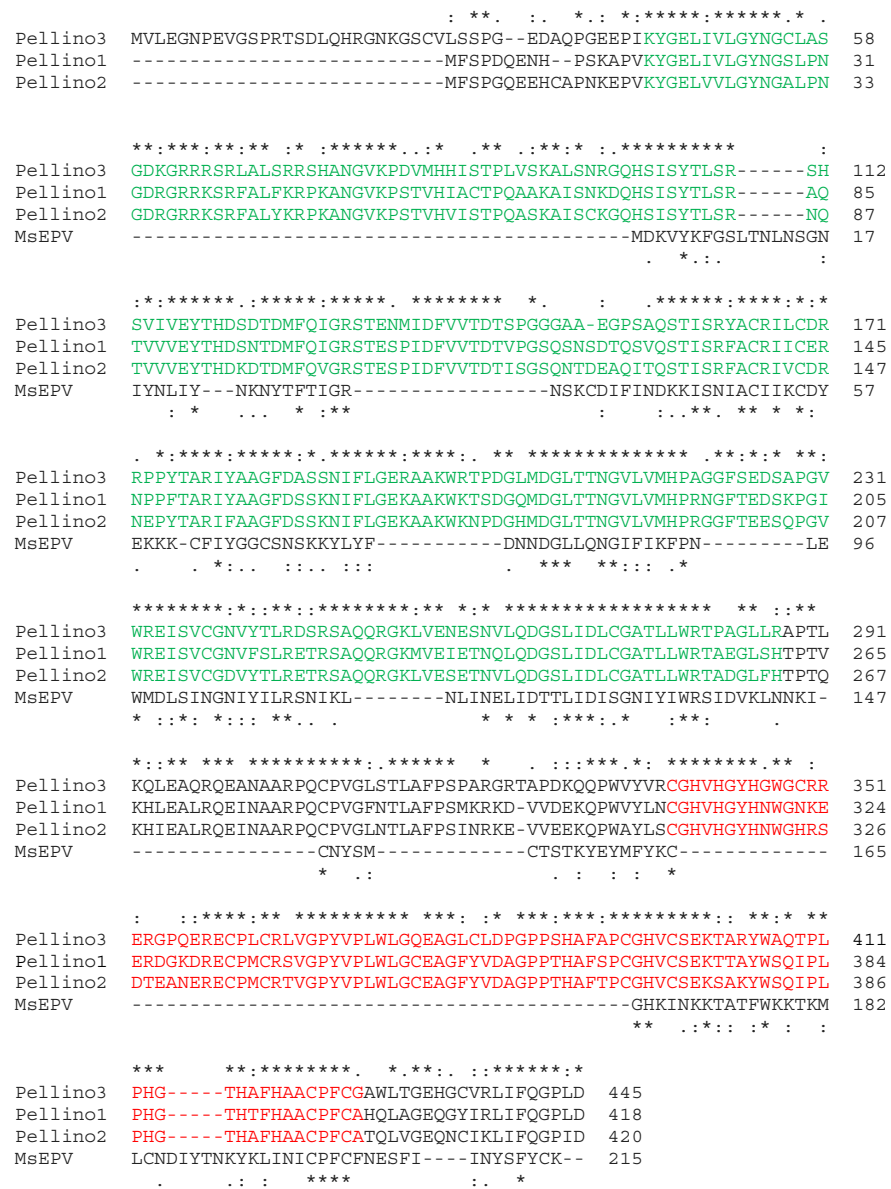 : **. :. *.: *:*****:******.* .
Pellino3 MVLEGNPEVGSPRTSDLQHRGNKGSCVLSSPG--EDAQPGEEPIKYGELIVLGYNGCLAS 58
Pellino1 ---------------------------MFSPDQENH--PSKAPVKYGELIVLGYNGSLPN 31
Pellino2 ---------------------------MFSPGQEEHCAPNKEPVKYGELVVLGYNGALPN 33
**:***:**:** :* :******..:* .** .:**:* :.********** :
Pellino3 GDKGRRRSRLALSRRSHANGVKPDVMHHISTPLVSKALSNRGQHSISYTLSR------SH 112
Pellino1 GDRGRRKSRFALFKRPKANGVKPSTVHIACTPQAAKAISNKDQHSISYTLSR------AQ 85
Pellino2 GDRGRRKSRFALYKRPKANGVKPSTVHVISTPQASKAISCKGQHSISYTLSR------NQ 87
MsEPV -------------------------------------------MDKVYKFGSLTNLNSGN 17
. *.:. :
:*:******.:****:*****. ******** *. : .******:****:*:*
Pellino3 SVIVEYTHDSDTDMFQIGRSTENMIDFVVTDTSPGGGAA-EGPSAQSTISRYACRILCDR 171
Pellino1 TVVVEYTHDSNTDMFQIGRSTESPIDFVVTDTVPGSQSNSDTQSVQSTISRFACRIICER 145
Pellino2 TVVVEYTHDKDTDMFQVGRSTESPIDFVVTDTISGSQNTDEAQITQSTISRFACRIVCDR 147
MsEPV IYNLIY---NKNYTFTIGR-----------------NSKCDIFINDKKISNIACIIKCDY 57
: * ... * :** : :..**. ** * *:
. *:****:*****:*.******:****:. ** ***************** .**:*:* **:
Pellino3 RPPYTARIYAAGFDASSNIFLGERAAKWRTPDGLMDGLTTNGVLVMHPAGGFSEDSAPGV 231
Pellino1 NPPFTARIYAAGFDSSKNIFLGEKAAKWKTSDGQMDGLTTNGVLVMHPRNGFTEDSKPGI 205
Pellino2 NEPYTARIFAAGFDSSKNIFLGEKAAKWKNPDGHMDGLTTNGVLVMHPRGGFTEESQPGV 207
MsEPV EKKK-CFIYGGCSNSKKYLYF-----------DNNDGLLQNGIFIKFPN---------LE 96
. . *:.. ::.. ::: . *** **::: .*
********:*:::**::********:** *:* ****************** ** ::**
Pellino3 WREISVCGNVYTLRDSRSAQQRGKLVENESNVLQDGSLIDLCGATLLWRTPAGLLRAPTL 291
Pellino1 WREISVCGNVFSLRETRSAQQRGKMVEIETNQLQDGSLIDLCGATLLWRTAEGLSHTPTV 265
Pellino2 WREISVCGDVYTLRETRSAQQRGKLVESETNVLQDGSLIDLCGATLLWRTADGLFHTPTQ 267
MsEPV WMDLSINGNIYILRSNIKL--------NLINELIDTTLIDISGNIYIWRSIDVKLNNKI- 147
* ::*: *::: **.. . * * * :***:.* :**: .
*::** *** **********:.****** * . :::***.*: ********.** :
Pellino3 KQLEAQRQEANAARPQCPVGLSTLAFPSPARGRTAPDKQQPWVYVRCGHVHGYHGWGCRR 351
Pellino1 KHLEALRQEINAARPQCPVGFNTLAFPSMKRKD-VVDEKQPWVYLNCGHVHGYHNWGNKE 324
Pellino2 KHIEALRQEINAARPQCPVGLNTLAFPSINRKE-VVEEKQPWAYLSCGHVHGYHNWGHRS 326
MsEPV ----------------CNYSM-------------CTSTKYEYMFYKC------------- 165
* .: . : : : *
: ::****:** ********** ***: :* ***:***:*********:: **:* **
Pellino3 ERGPQERECPLCRLVGPYVPLWLGQEAGLCLDPGPPSHAFAPCGHVCSEKTARYWAQTPL 411
Pellino1 ERDGKDRECPMCRSVGPYVPLWLGCEAGFYVDAGPPTHAFSPCGHVCSEKTTAYWSQIPL 384
Pellino2 DTEANERECPMCRTVGPYVPLWLGCEAGFYVDAGPPTHAFTPCGHVCSEKSAKYWSQIPL 386
MsEPV -------------------------------------------GHKINKKTATFWKKTKM 182
** .:*:: :* : :
*** **:********. *.**:. ::******:*
Pellino3 PHG-----THAFHAACPFCGAWLTGEHGCVRLIFQGPLD 445
Pellino1 PHG-----THTFHAACPFCAHQLAGEQGYIRLIFQGPLD 418
Pellino2 PHG-----THAFHAACPFCATQLVGEQNCIKLIFQGPID 420
MsEPV LCNDIYTNKYKLINICPFCFNESFI----INYSFYCK-- 215
. .: : **** :. *